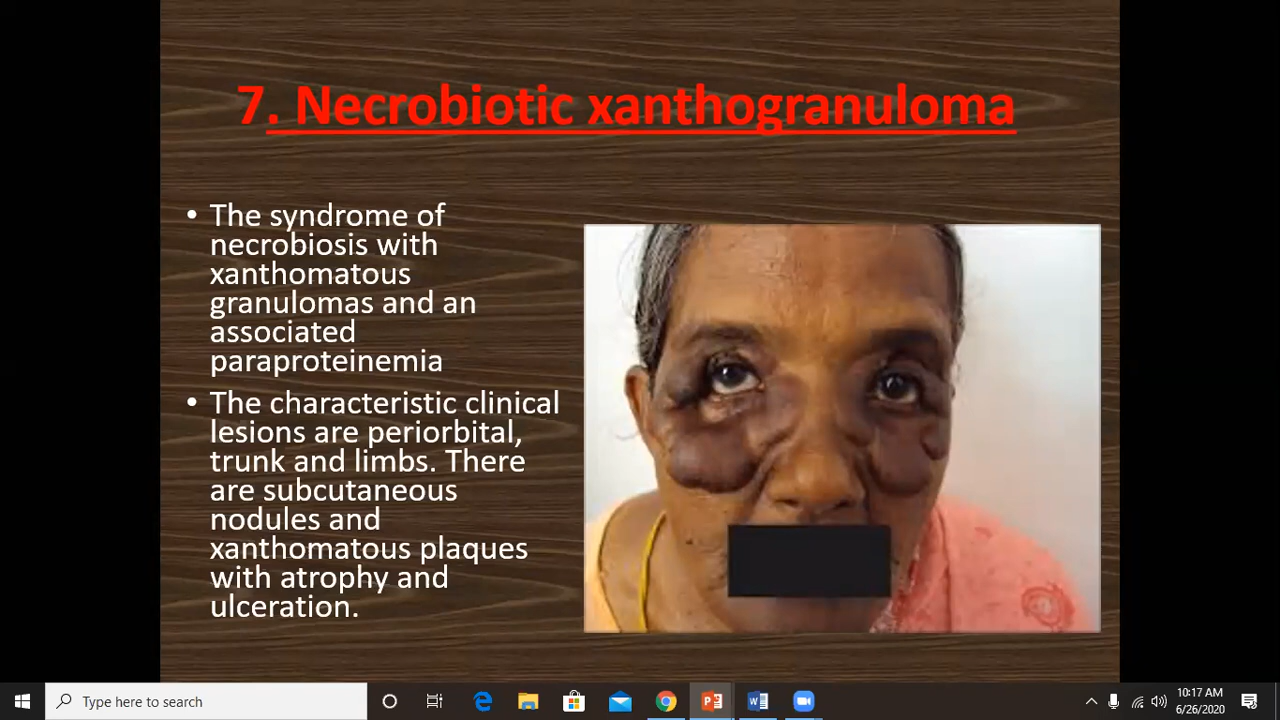 7. Necrobiotic xanthogranuloma
• The syndrome of
necrobiosis with
xanthomatous
granulomas and an
associated
paraproteinemia
• The characteristic clinical
lesions are periorbital,
trunk and limbs. There
are subcutaneous
nodules and
xanthomatous plaques
with atrophy and
ulceration.
Type here to search
10:17 AM
6/26/2020